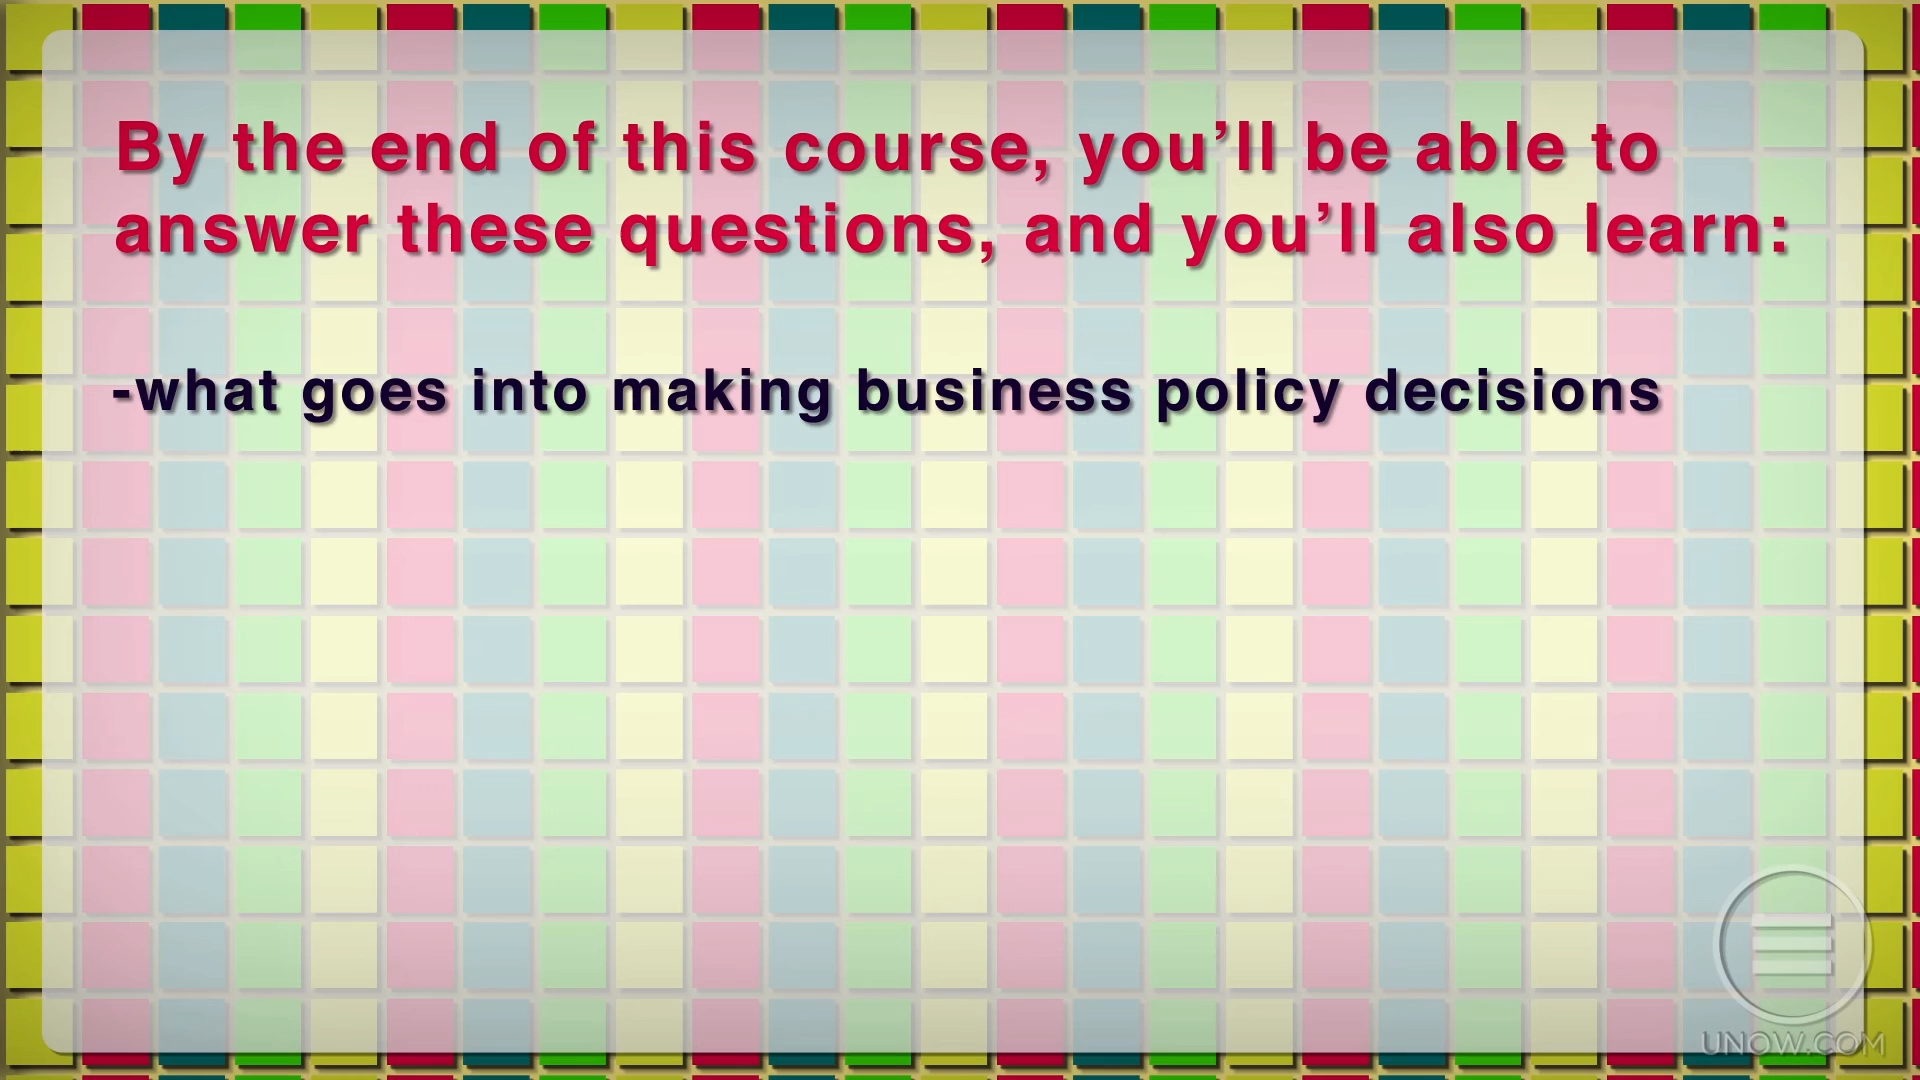 By the end of this course, you’ll be able to
answer these questions, and you’ll also learn:
-what goes into making business policy decisions
UNOW.COM